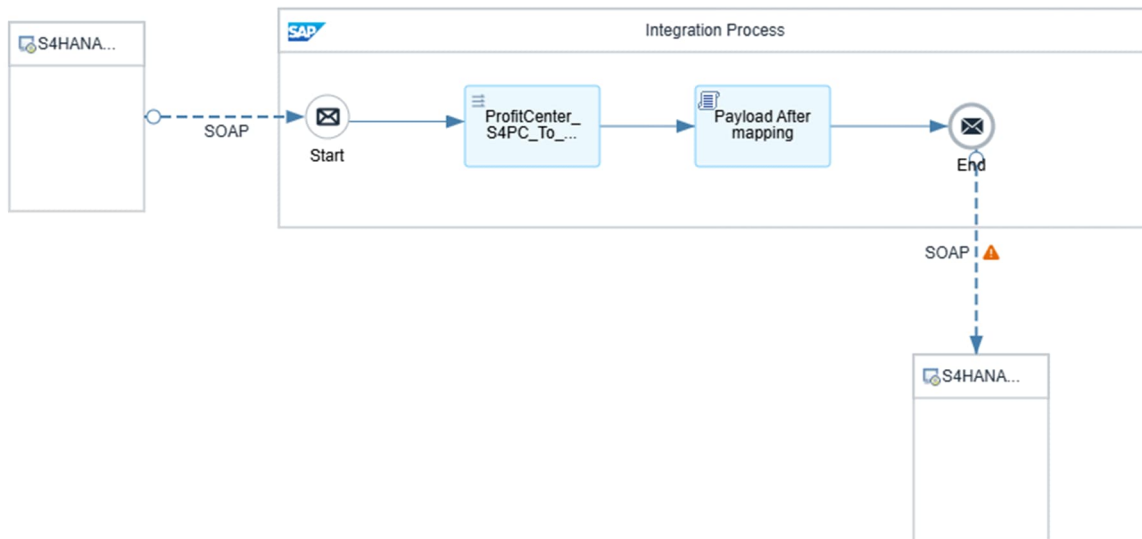 S4HANA...
SAP
Integration Process
SOAP
Start
ProfitCenter_
S4PC_To_...
Payload After
mapping
End
SOAP
S4HANA...